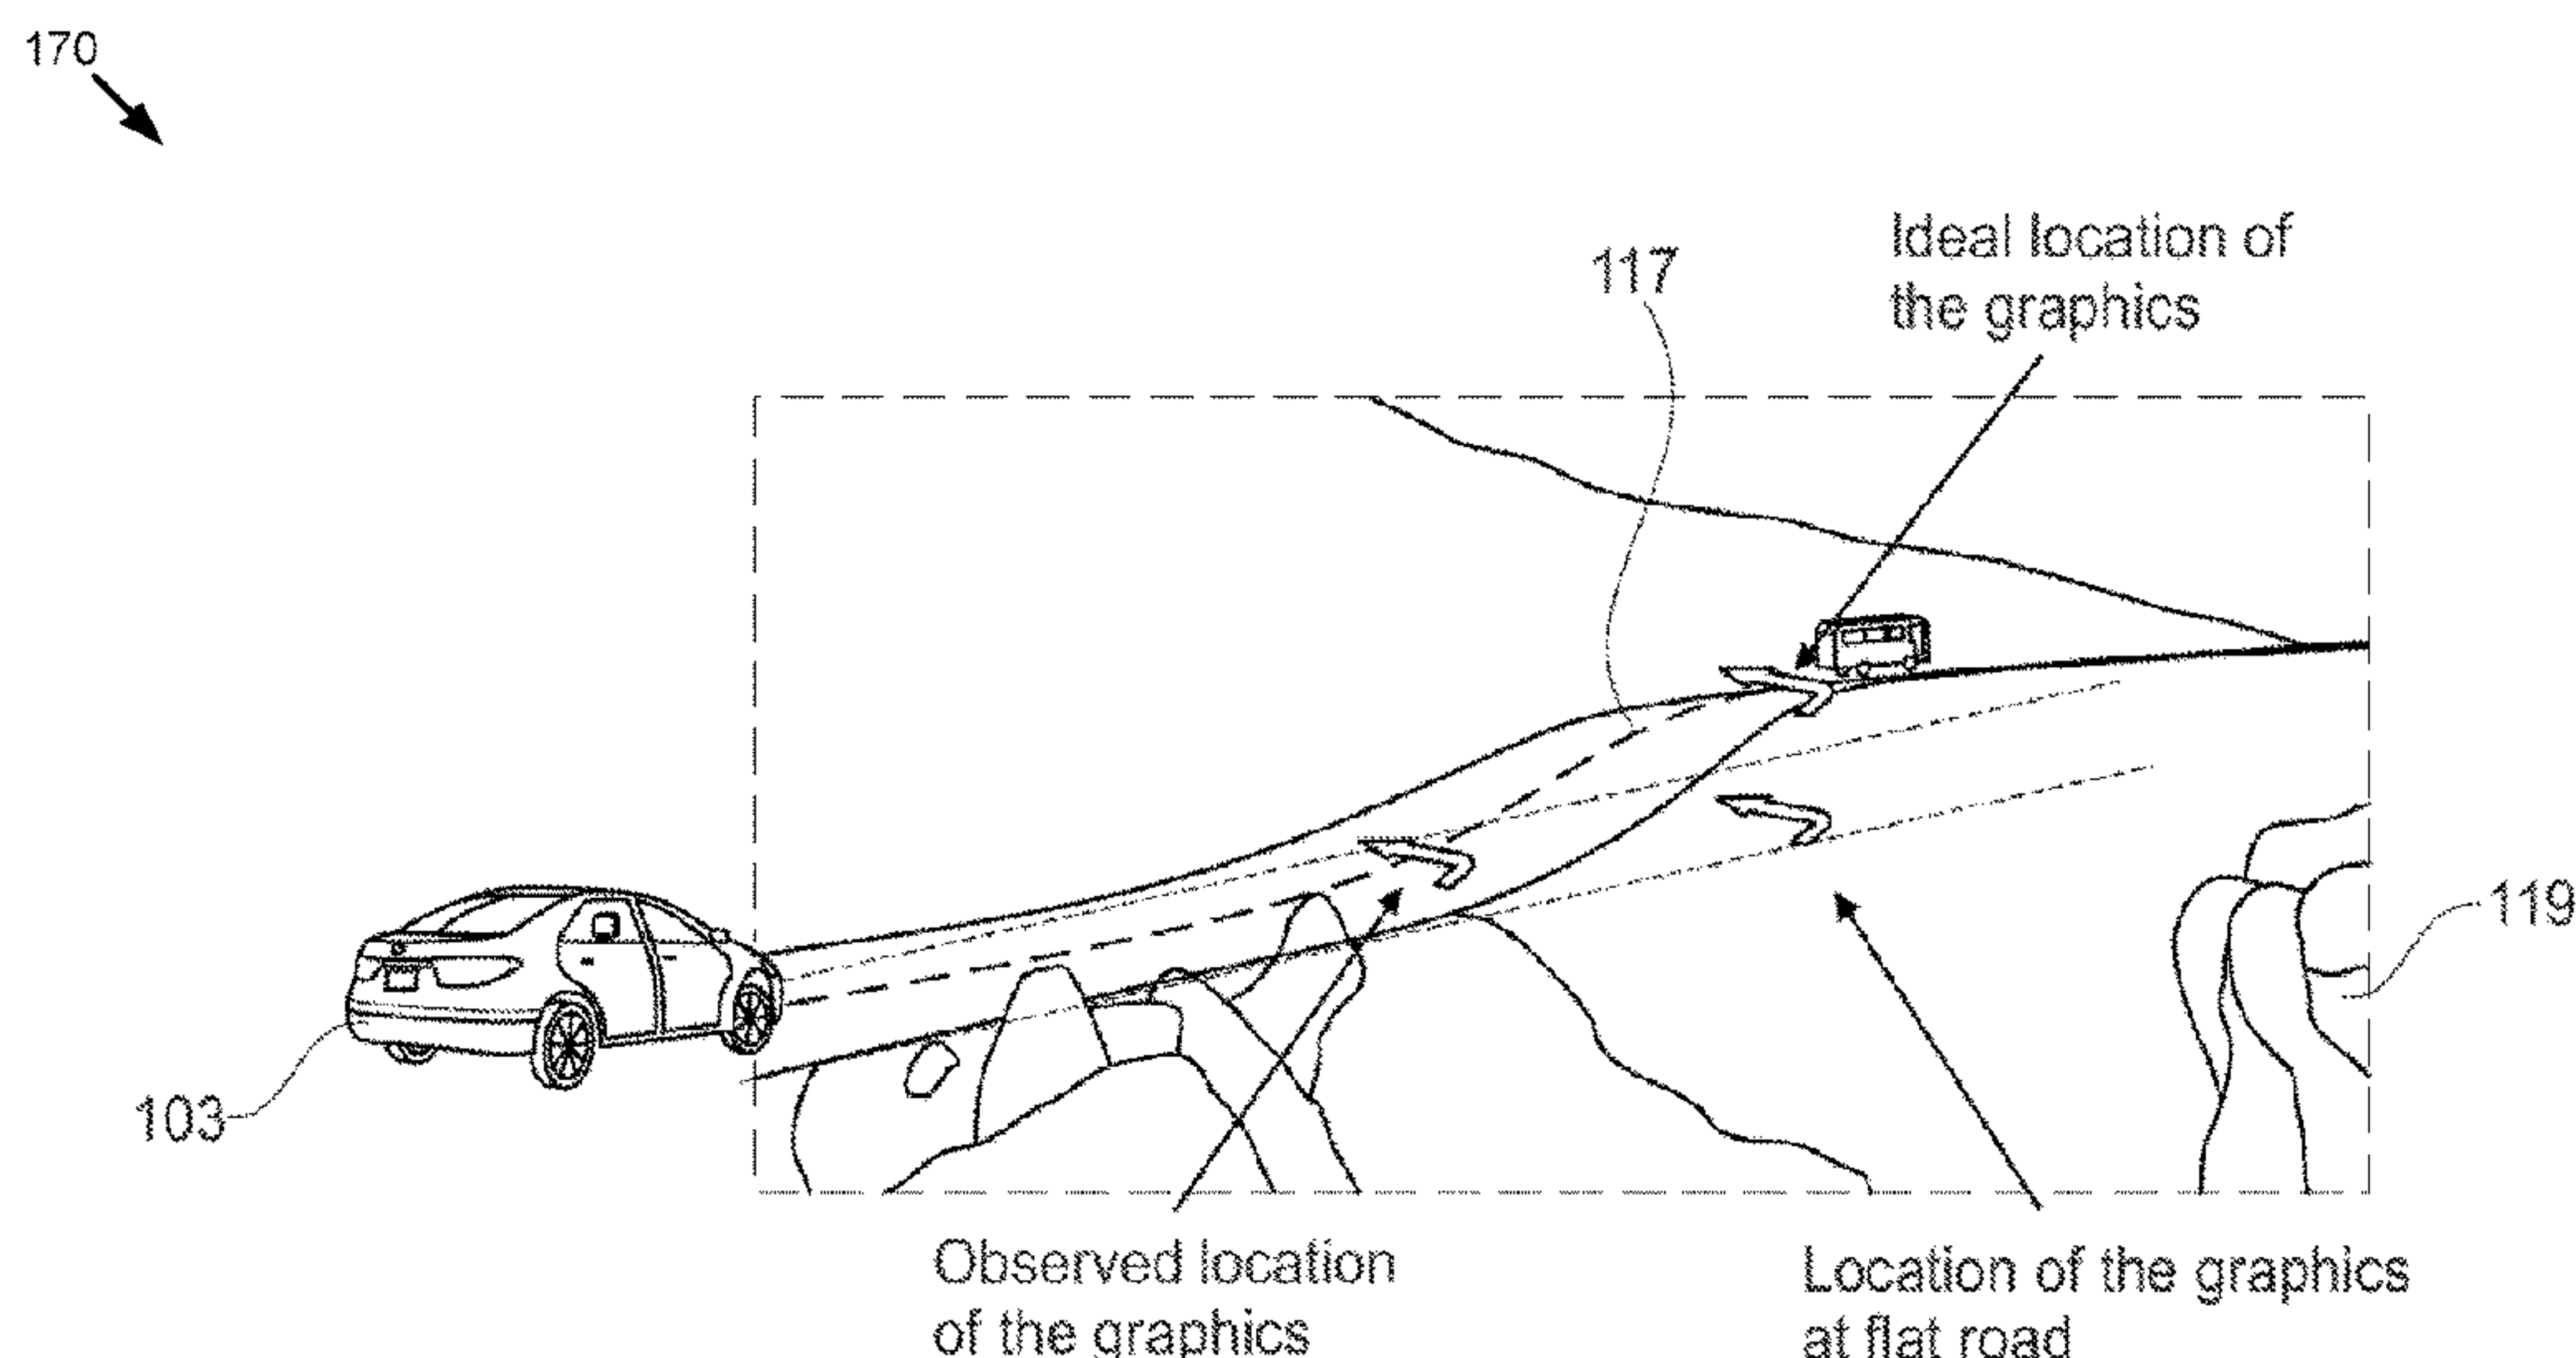 170
117
Ideal location of
the graphics
119
103
Observed location
of the graphics
Location of the graphics
at flat road